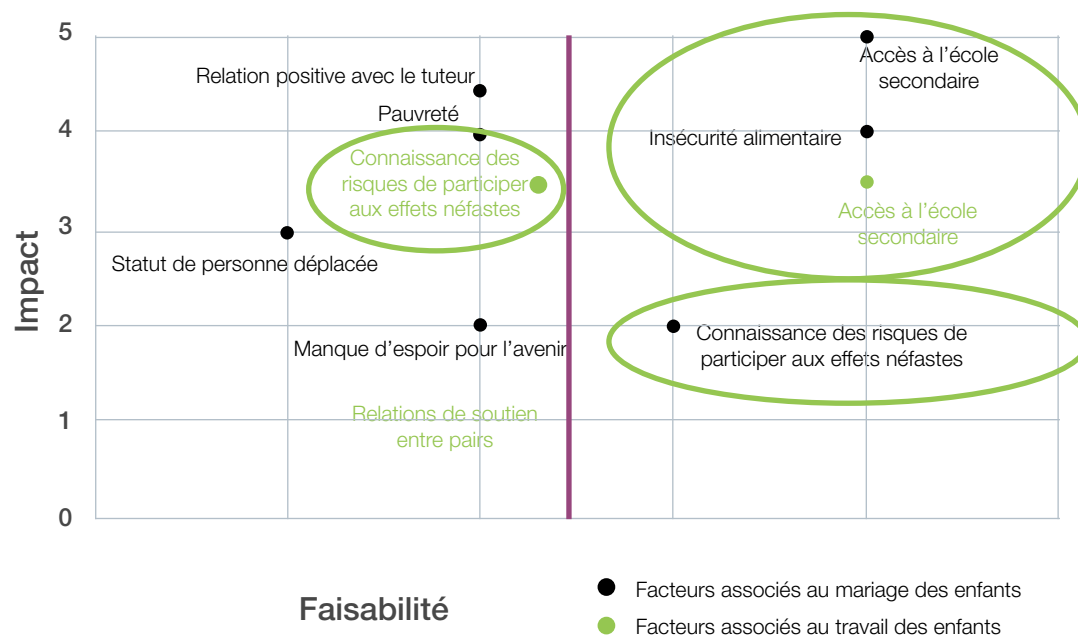 5
Accès à l'école
secondaire
Relation positive avec le tuteur
Pauvreté
4
Insécurité alimentaire
Connaissance des
risques de participer
aux effets néfastes
Accès à l'école
secondaire
3
Statut de personne déplacée
Impact
2
Manque d'espoir pour l'avenir
Connaissance des risques de
participer aux effets néfastes
Relations de soutien
entre pairs
1
0
Faisabilité
Facteurs associés au mariage des enfants
Facteurs associés au travail des enfants